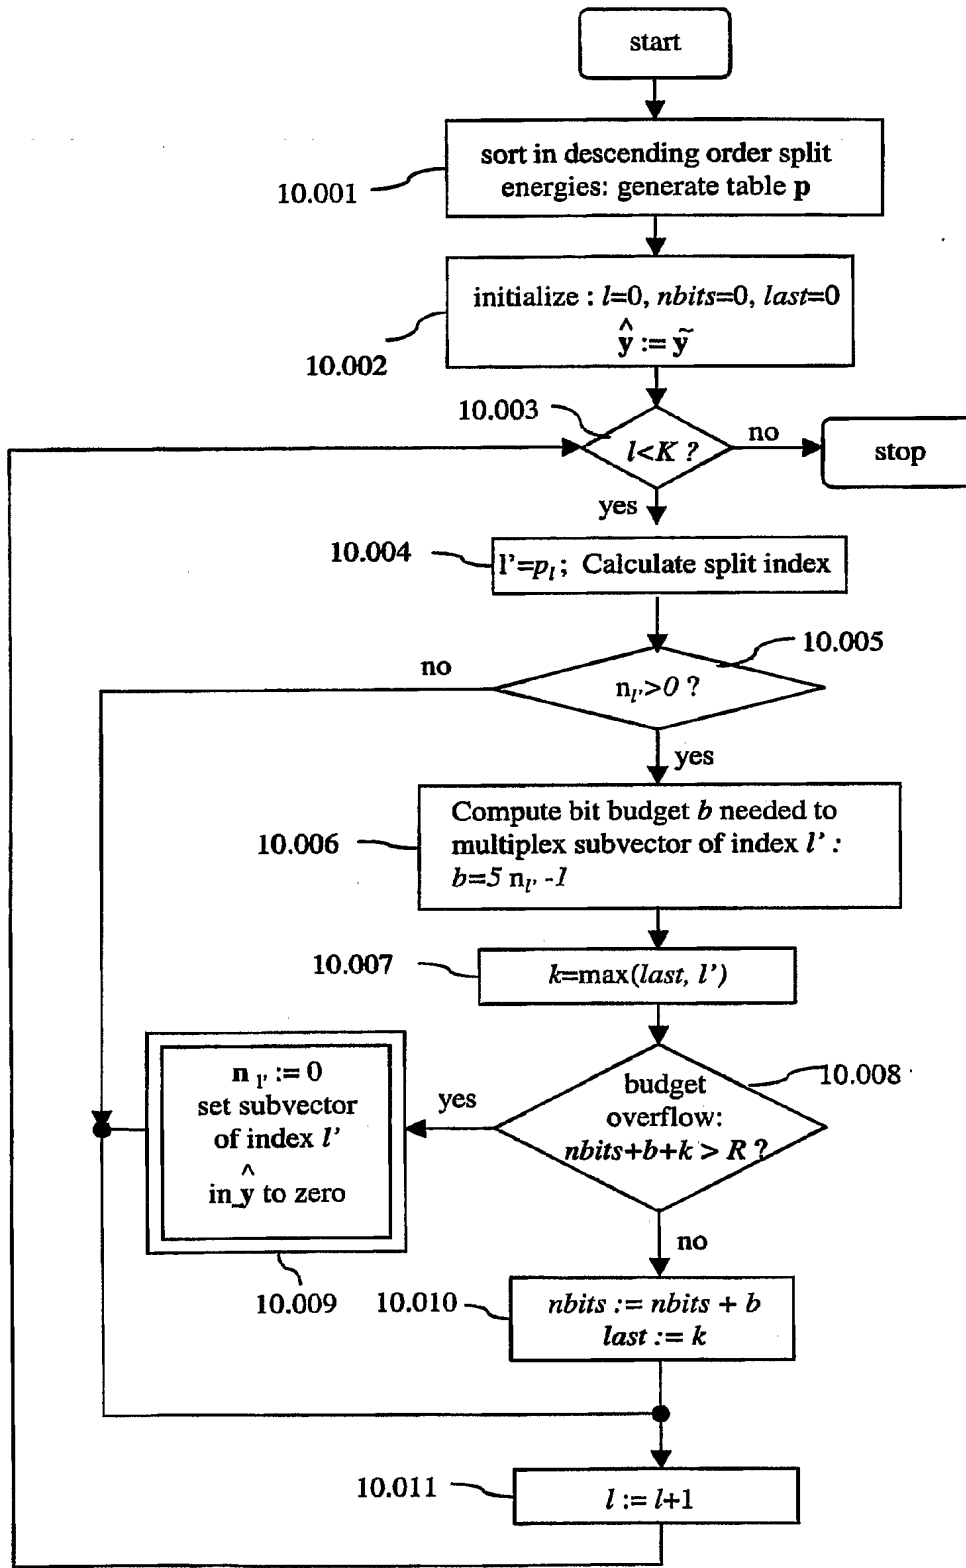 start
sort in descending order split
energies: generate table p
10.001
initialize : l=0, nbits=0, last=0
ŷ := ỹ
10.002
10.003
l<K ?
no
stop
yes
10.004
l’=pₗ; Calculate split index
10.005
no
nₗ’>0 ?
yes
Compute bit budget b needed to
multiplex subvector of index l’ :
b=5 nₗ’ -1
10.006
10.007
k=max(last, l’)
10.008
budget
overflow:
nbits+b+k > R ?
yes
n l’ := 0
set subvector
of index l’
in ŷ to zero
10.009
no
10.010
nbits := nbits + b
last := k
10.011
l := l+1